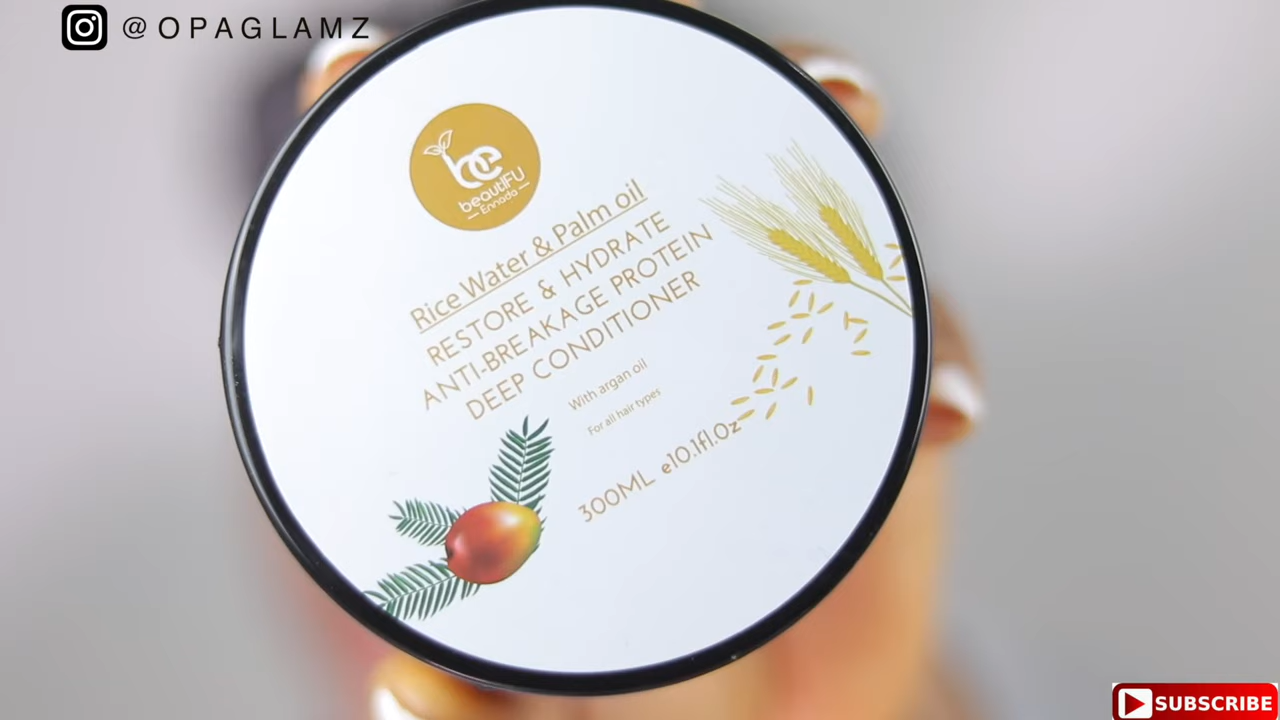 @OPAGLAMZ
be
beautIFU
Ennada
Rice Water & Palm oil
RESTORE & HYDRATE
ANTI-BREAKAGE PROTEIN
DEEP CONDITIONER
With argan oil
For all hair types
300ML e10.1fl.Oz
SUBSCRIBE